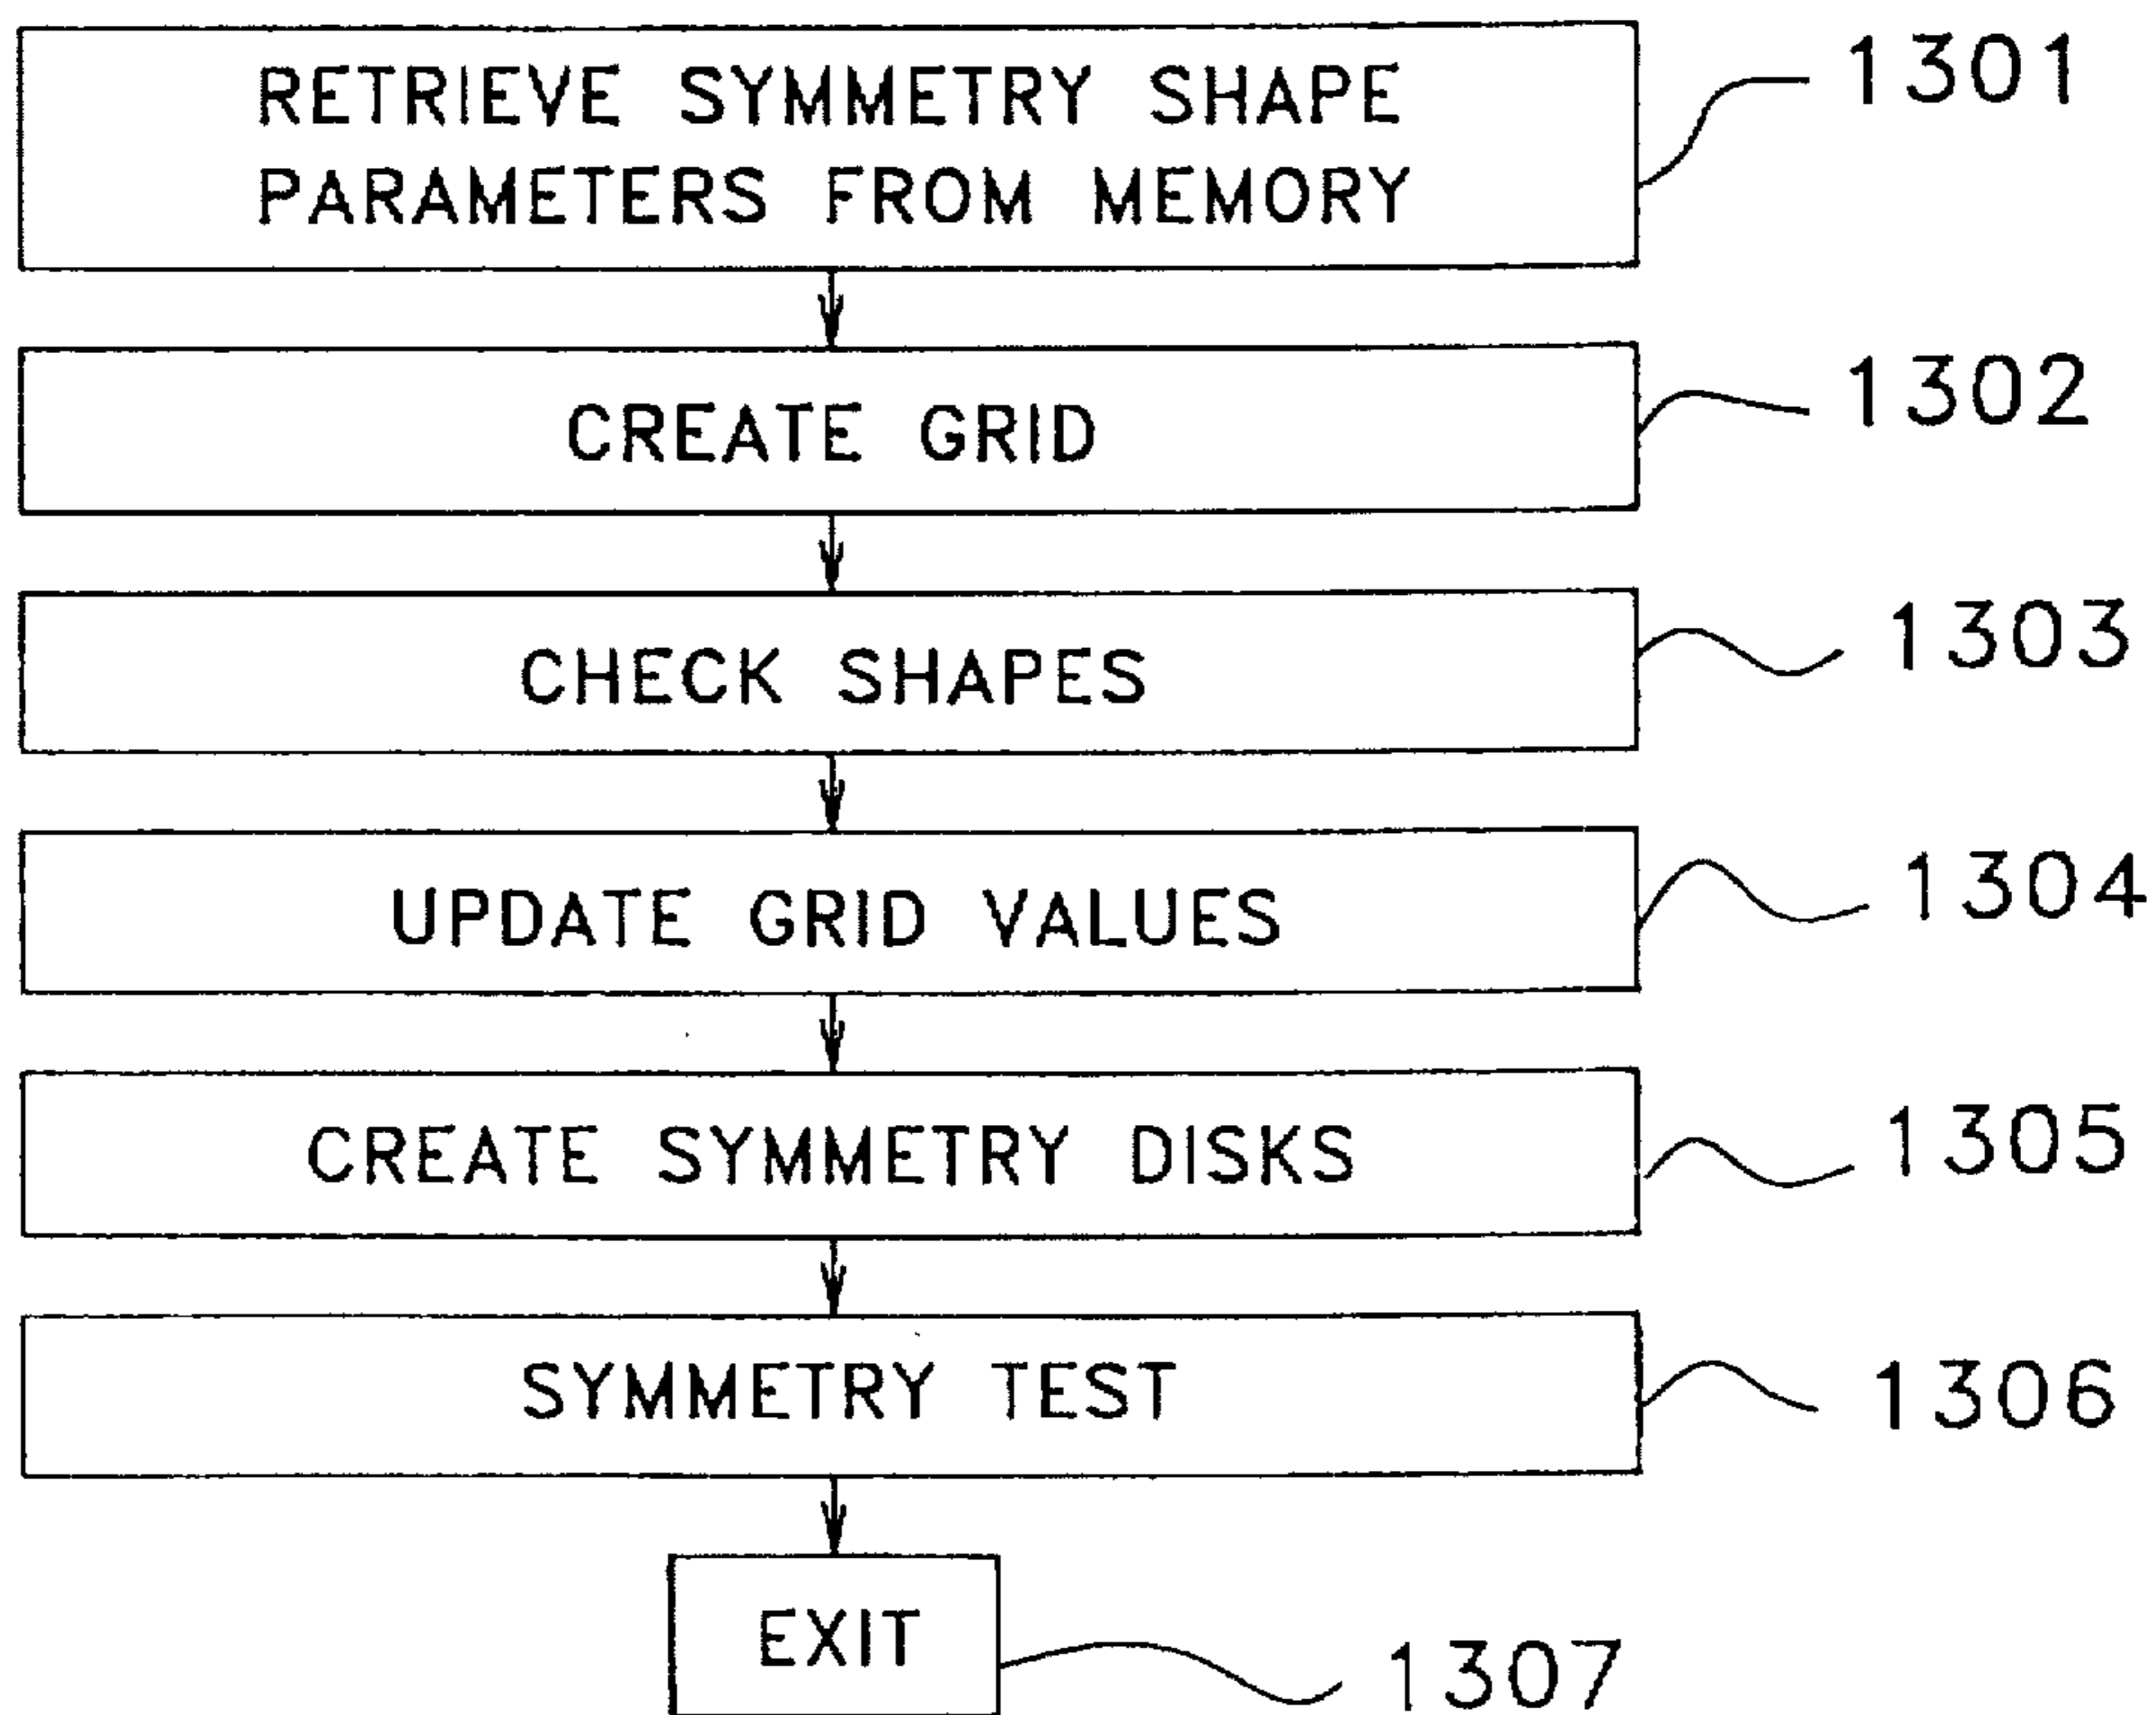 RETRIEVE SYMMETRY SHAPE
PARAMETERS FROM MEMORY
1301
CREATE GRID
1302
CHECK SHAPES
1303
UPDATE GRID VALUES
1304
CREATE SYMMETRY DISKS
1305
SYMMETRY TEST
1306
EXIT
1307